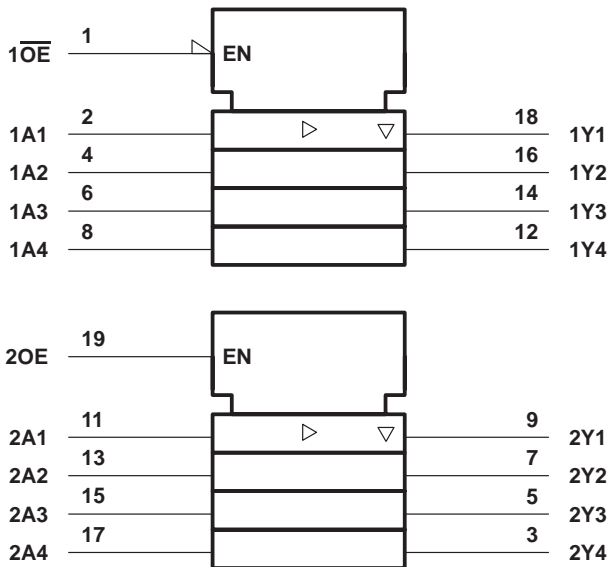 1O̅E̅ 1 EN
1A1 2 18 1Y1
1A2 4 16 1Y2
1A3 6 14 1Y3
1A4 8 12 1Y4
2OE 19 EN
2A1 11 9 2Y1
2A2 13 7 2Y2
2A3 15 5 2Y3
2A4 17 3 2Y4